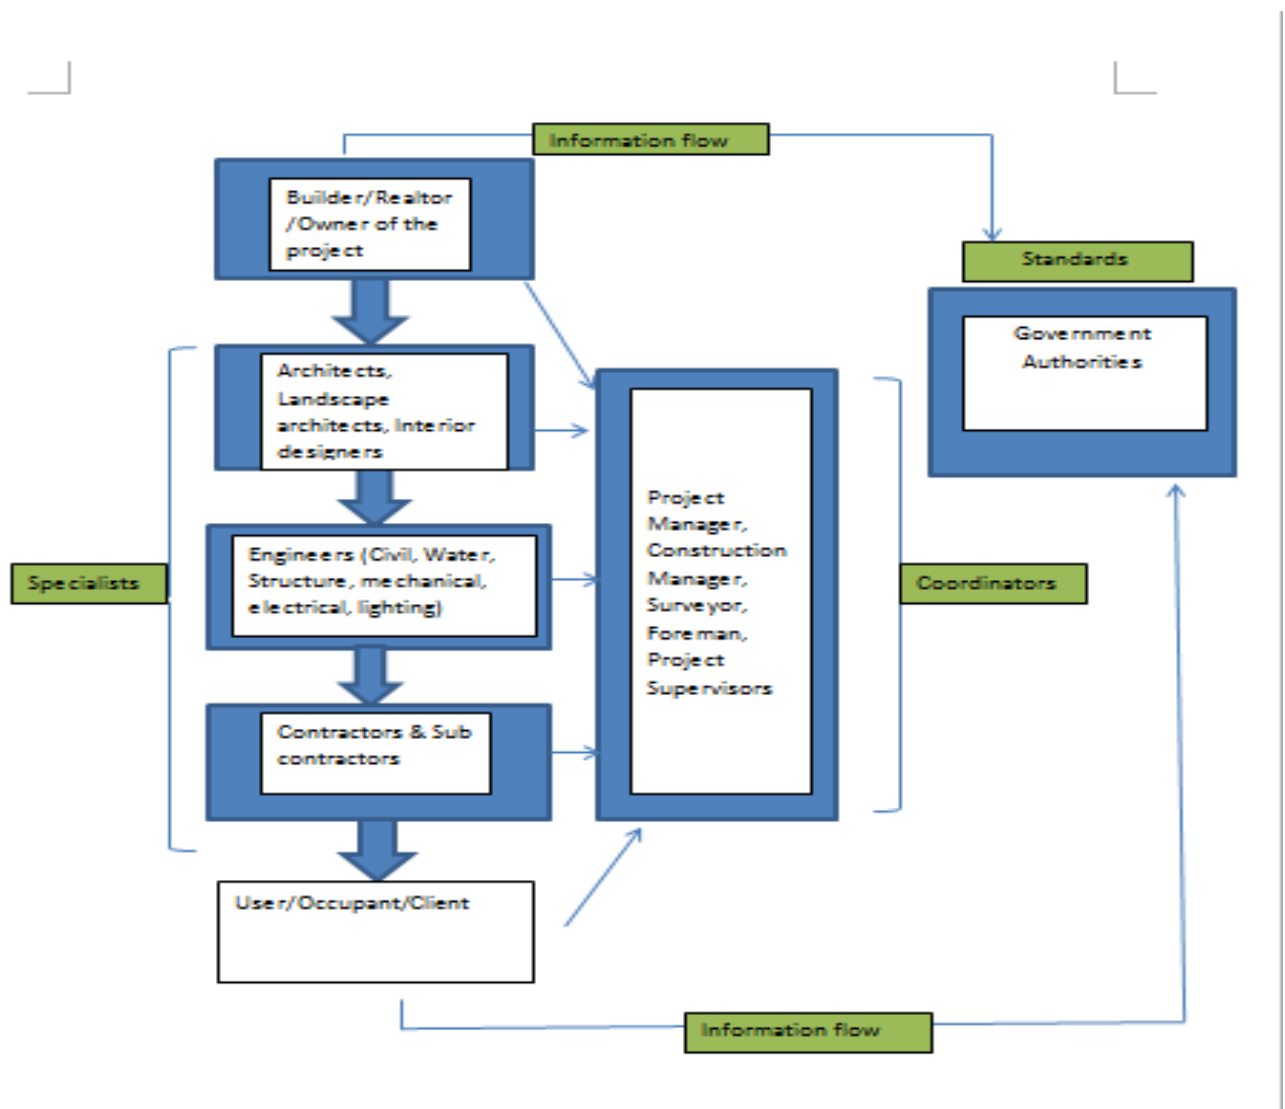 Information flow
Builder/Realtor
/Owner of the
project
Standards
Government
Authorities
Architects,
Landscape
architects, Interior
designers
Project
Manager,
Construction
Manager,
Surveyor,
Foreman,
Project
Supervisors
Engineers (Civil, Water,
Structure, mechanical,
electrical, lighting)
Specialists
Coordinators
Contractors & Sub
contractors
User/Occupant/Client
Information flow